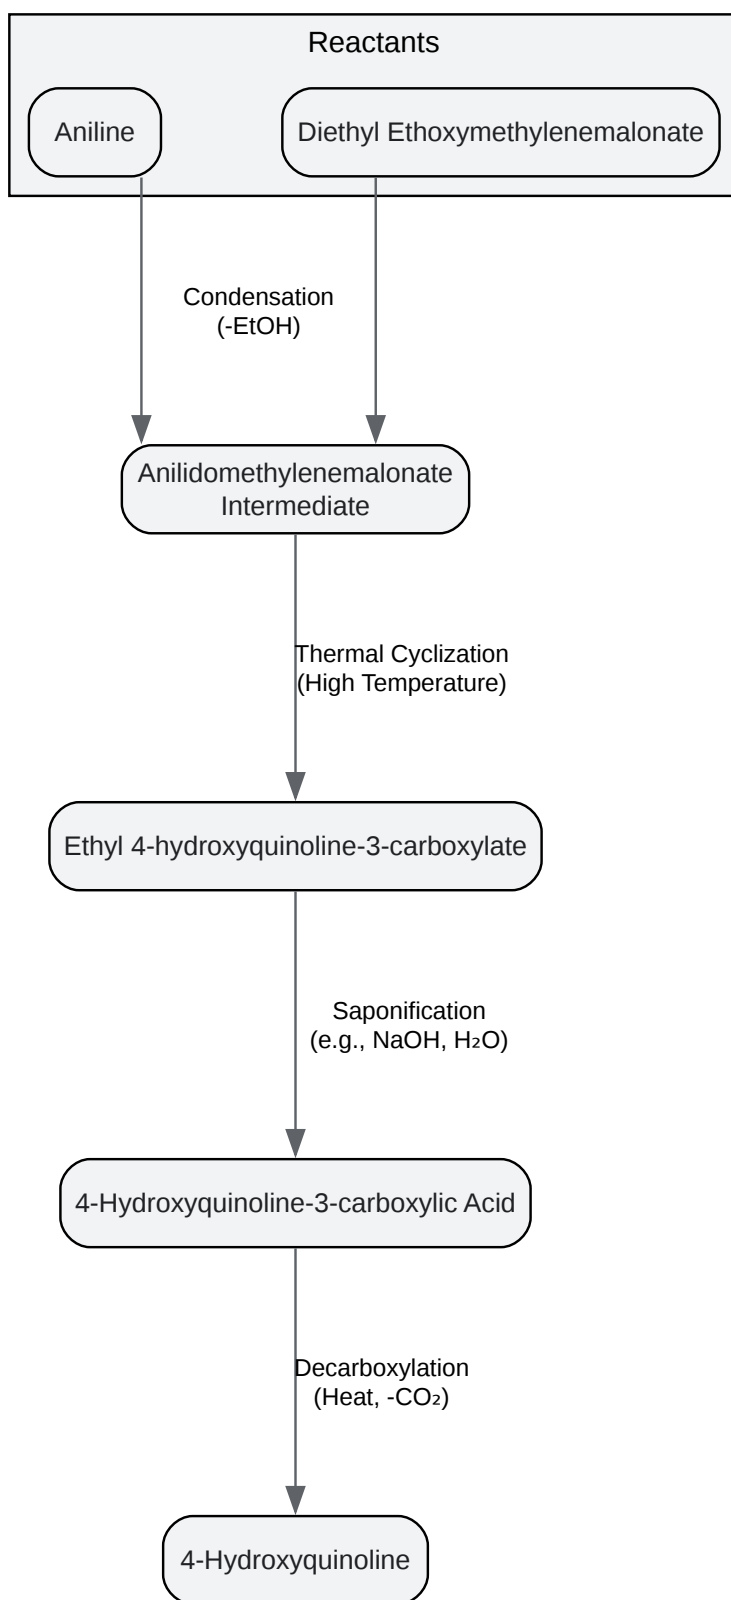 Reactants
Aniline
Diethyl Ethoxymethylenemalonate
Condensation
(-EtOH)
Anilidomethylenemalonate
Intermediate
Thermal Cyclization
(High Temperature)
Ethyl 4-hydroxyquinoline-3-carboxylate
Saponification
(e.g., NaOH, H₂O)
4-Hydroxyquinoline-3-carboxylic Acid
Decarboxylation
(Heat, -CO₂)
4-Hydroxyquinoline